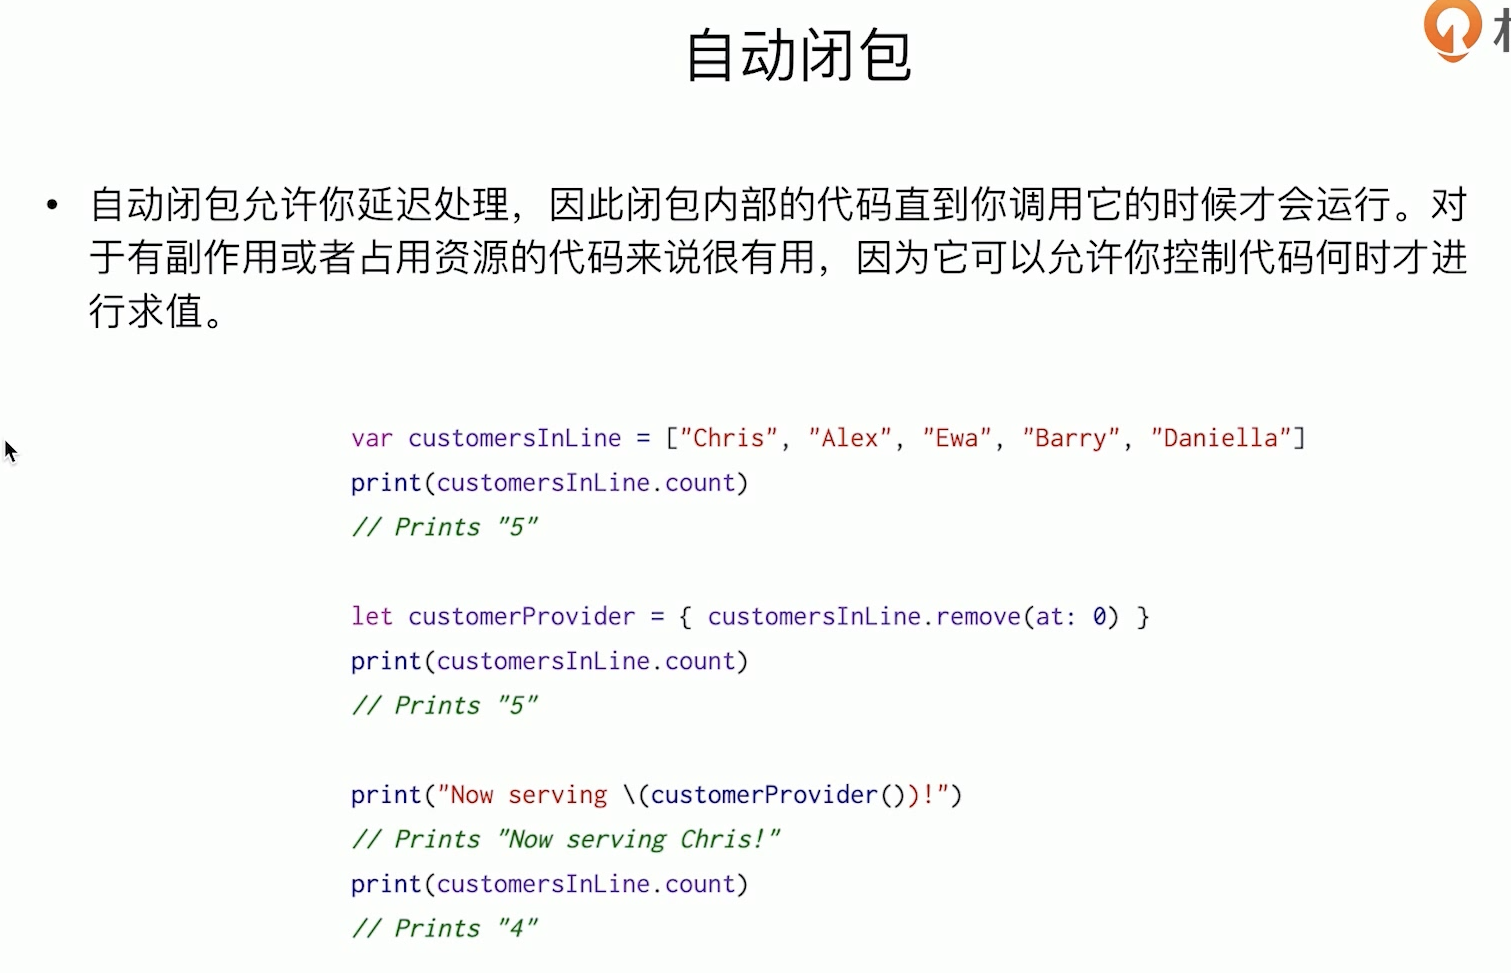 自动闭包
• 自动闭包允许你延迟处理，因此闭包内部的代码直到你调用它的时候才会运行。对
于有副作用或者占用资源的代码来说很有用，因为它可以允许你控制代码何时才进
行求值。
var customersInLine = ["Chris", "Alex", "Ewa", "Barry", "Daniella"]
print(customersInLine.count)
// Prints "5"
let customerProvider = { customersInLine.remove(at: 0) }
print(customersInLine.count)
// Prints "5"
print("Now serving \(customerProvider())!")
// Prints "Now serving Chris!"
print(customersInLine.count)
// Prints "4"